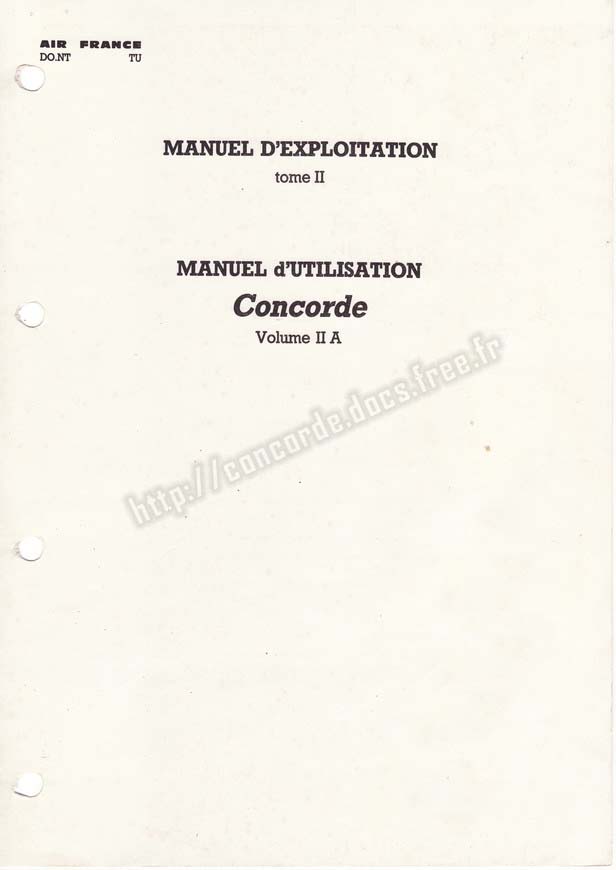 AIR FRANCE
DO.NT TU
MANUEL D'EXPLOITATION
tome II
MANUEL d'UTILISATION
Concorde
Volume II A
http://concorde.docs.free.fr